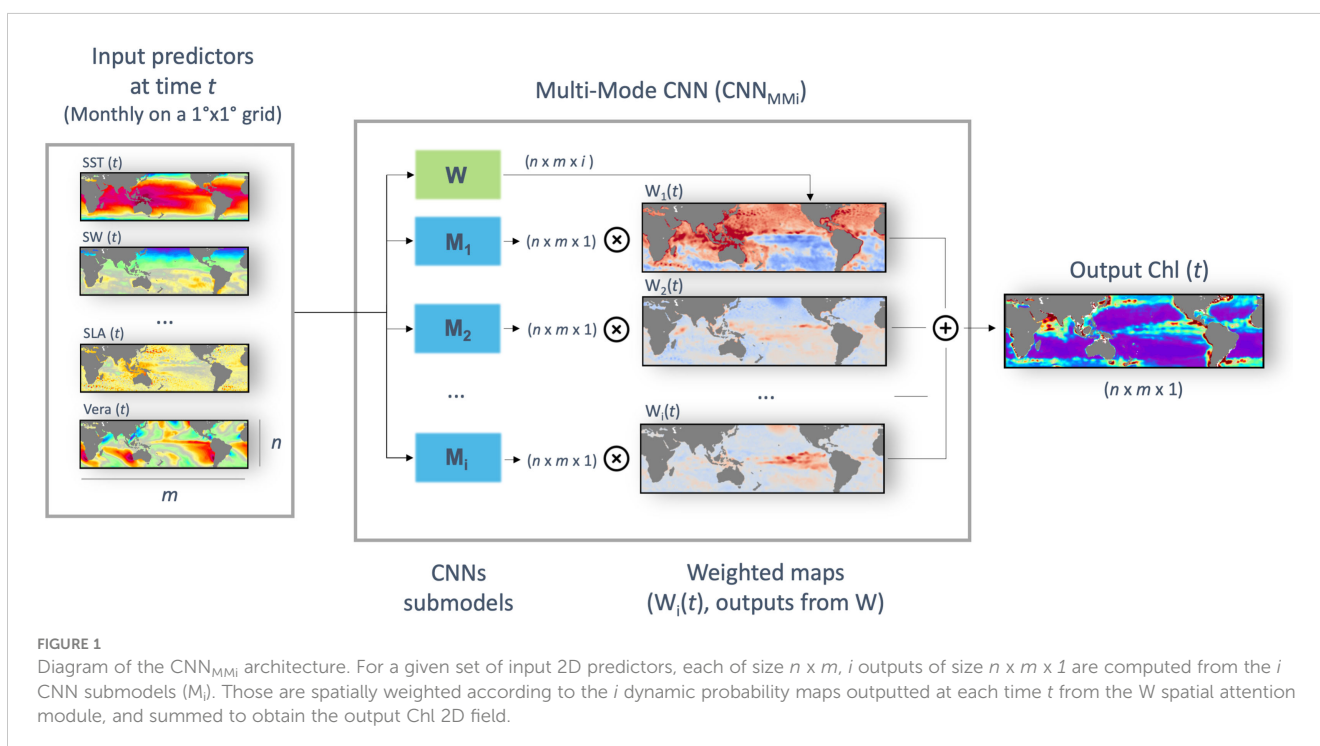 Input predictors
at time t
(Monthly on a 1°x1° grid)
SST (t)
SW (t)
...
SLA (t)
Vera (t)
n
m
Multi-Mode CNN (CNNMMi)
W
(n x m x i)
W1(t)
M1
(n x m x 1)
W2(t)
M2
(n x m x 1)
...
...
Wi(t)
Mi
(n x m x 1)
CNNs
submodels
Weighted maps
(Wi(t), outputs from W)
Output Chl (t)
(n x m x 1)
FIGURE 1
Diagram of the CNNMMi architecture. For a given set of input 2D predictors, each of size n x m, i outputs of size n x m x 1 are computed from the i
CNN submodels (Mi). Those are spatially weighted according to the i dynamic probability maps outputted at each time t from the W spatial attention
module, and summed to obtain the output Chl 2D field.